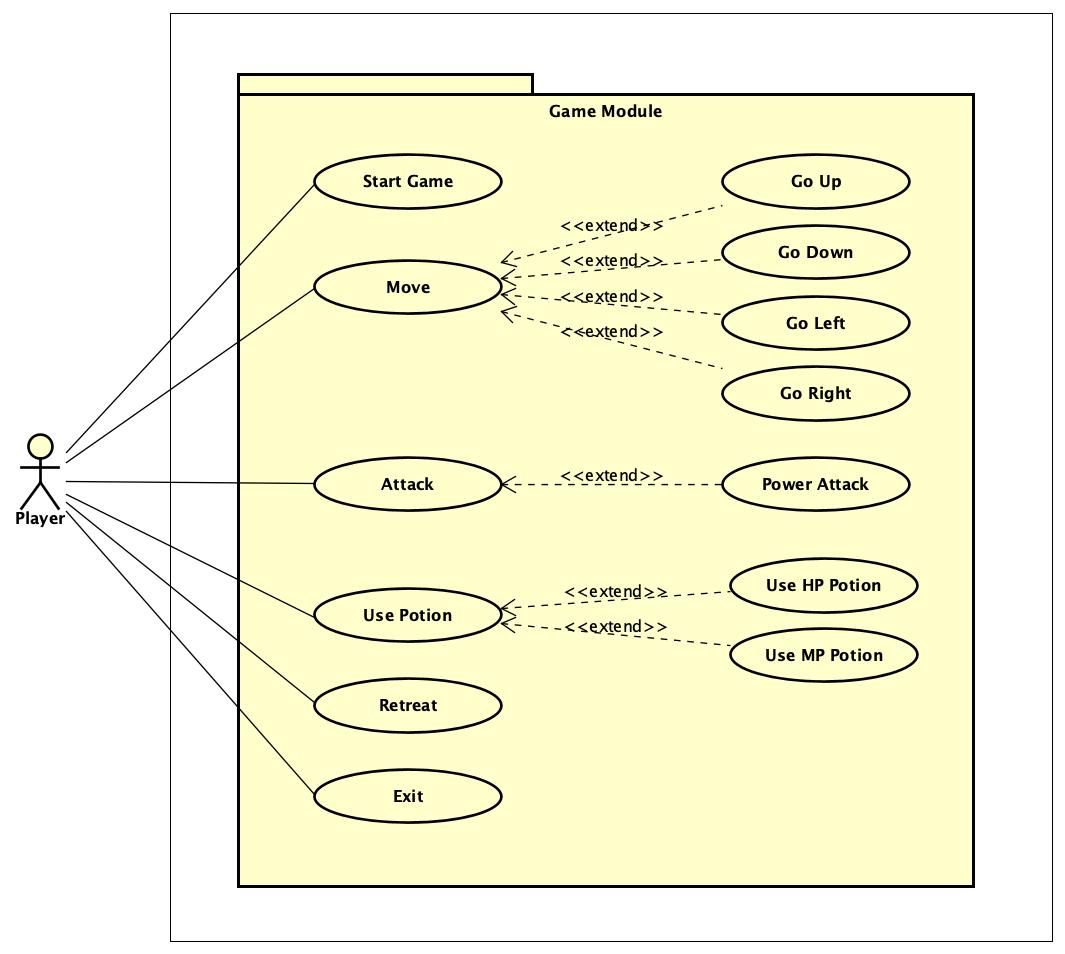 Game Module
Start Game
Go Up
<<extend>>
Go Down
<<extend>>
Move
<<extend>>
Go Left
<<extend>>
Go Right
Attack
<<extend>>
Power Attack
Player
Use HP Potion
<<extend>>
Use Potion
<<extend>>
Use MP Potion
Retreat
Exit